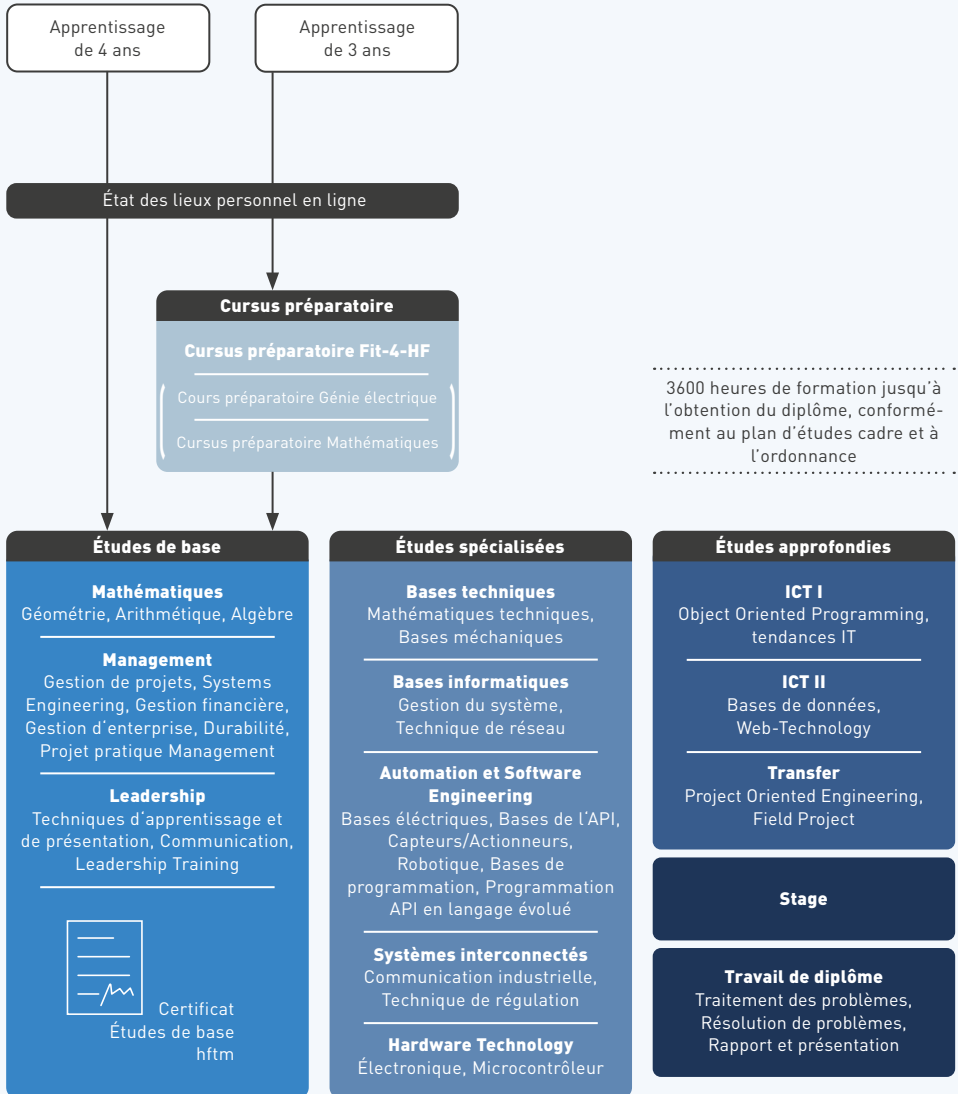 Apprentissage
de 4 ans
Apprentissage
de 3 ans
État des lieux personnel en ligne
Cursus préparatoire
Cursus préparatoire Fit-4-HF
Cours préparatoire Génie électrique
Cursus préparatoire Mathématiques
3600 heures de formation jusqu'à
l'obtention du diplôme, conformé-
ment au plan d'études cadre et à
l'ordonnance
Études de base
Mathématiques
Géométrie, Arithmétique, Algèbre
Management
Gestion de projets, Systems
Engineering, Gestion financière,
Gestion d‘enterprise, Durabilité,
Projet pratique Management
Leadership
Techniques d‘apprentissage et
de présentation, Communication,
Leadership Training
Certificat
Études de base
hftm
Études spécialisées
Bases techniques
Mathématiques techniques,
Bases méchaniques
Bases informatiques
Gestion du système,
Technique de réseau
Automation et Software
Engineering
Bases éléctriques, Bases de l‘API,
Capteurs/Actionneurs,
Robotique, Bases de
programmation, Programmation
API en langage évolué
Systèmes interconnectés
Communication industrielle,
Technique de régulation
Hardware Technology
Électronique, Microcontrôleur
Études approfondies
ICT I
Object Oriented Programming,
tendances IT
ICT II
Bases de données,
Web-Technology
Transfer
Project Oriented Engineering,
Field Project
Stage
Travail de diplôme
Traitement des problèmes,
Résolution de problèmes,
Rapport et présentation